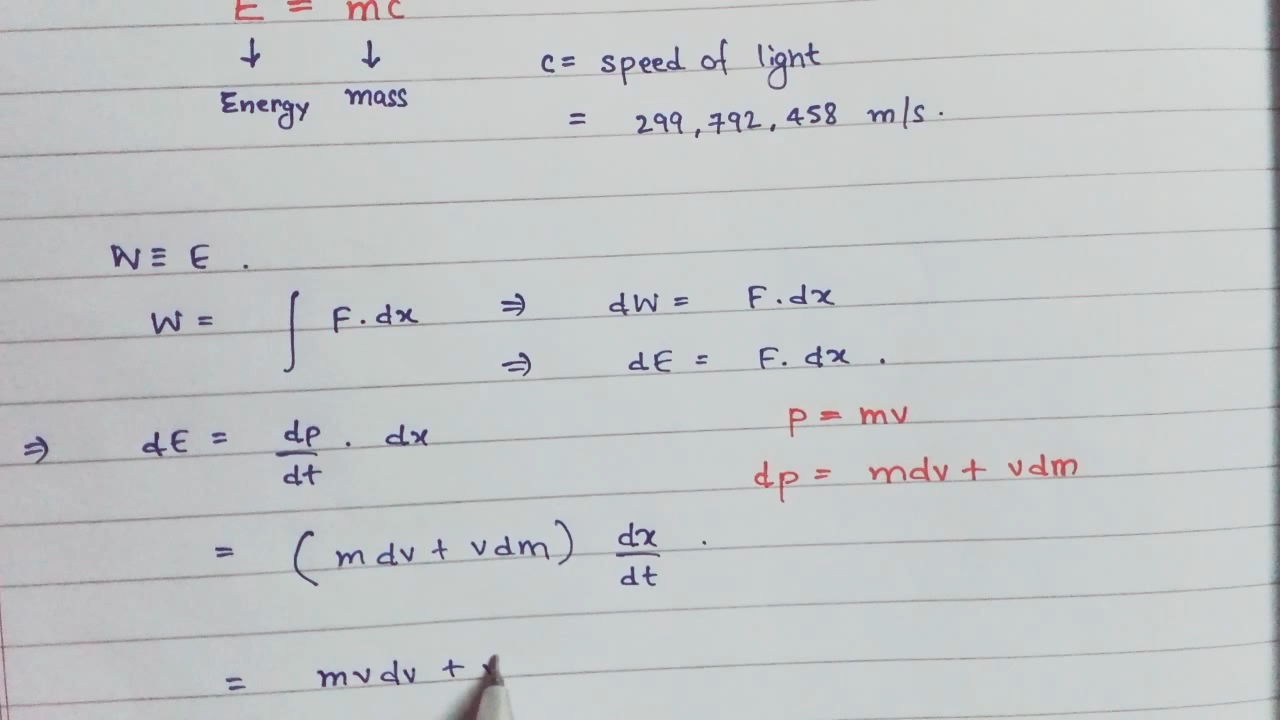 E = mc
↓ ↓
Energy mass
c = speed of light
= 299,792,458 m/s.
W ≡ E .
W = ∫ F.dx ⇒ dW = F.dx
⇒ dE = F.dx .
⇒ dE = dp/dt . dx
p = mv
dp = mdv + vdm
= (mdv + vdm) dx/dt .
= mvdv +